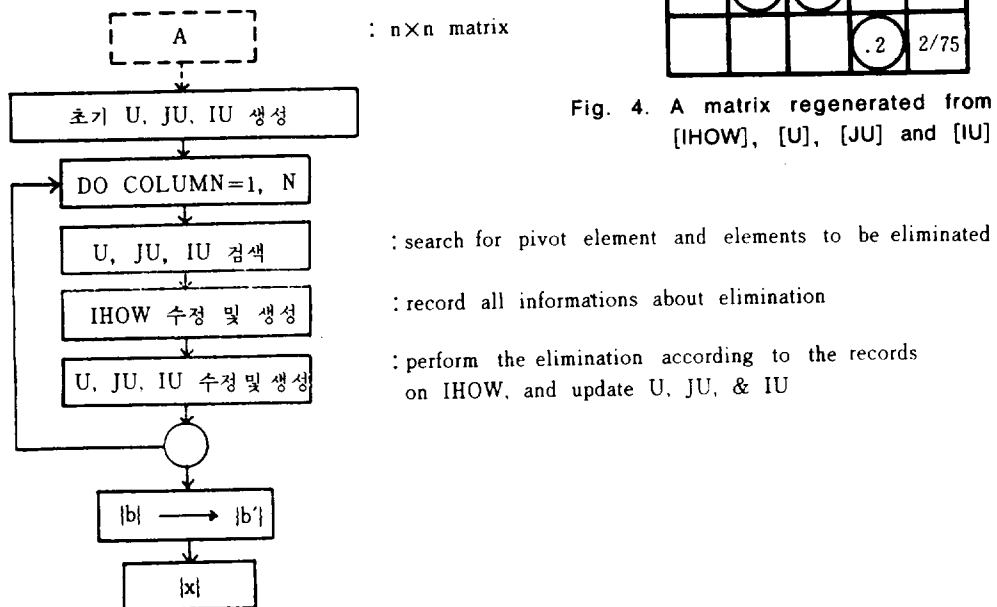 A
: n×n matrix
초기 U, JU, IU 생성
DO COLUMN=1, N
U, JU, IU 검색
: search for pivot element and elements to be eliminated
IHOW 수정 및 생성
: record all informations about elimination
U, JU, IU 수정 및 생성
: perform the elimination according to the records
on IHOW, and update U, JU, & IU
{b} ⟶ {b´}
{x}
.2 2/75
Fig. 4. A matrix regenerated from
[IHOW], [U], [JU] and [IU]